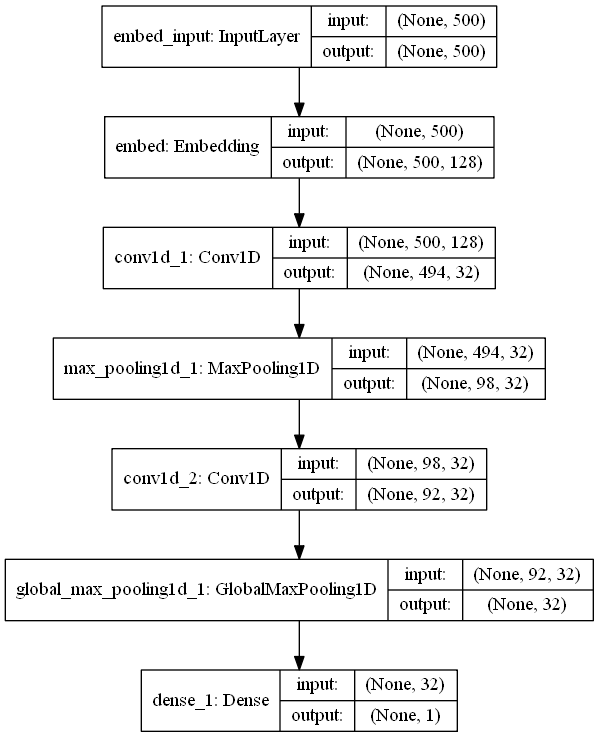 embed_input: InputLayer
input: (None, 500)
output: (None, 500)
embed: Embedding
input: (None, 500)
output: (None, 500, 128)
conv1d_1: Conv1D
input: (None, 500, 128)
output: (None, 494, 32)
max_pooling1d_1: MaxPooling1D
input: (None, 494, 32)
output: (None, 98, 32)
conv1d_2: Conv1D
input: (None, 98, 32)
output: (None, 92, 32)
global_max_pooling1d_1: GlobalMaxPooling1D
input: (None, 92, 32)
output: (None, 32)
dense_1: Dense
input: (None, 32)
output: (None, 1)